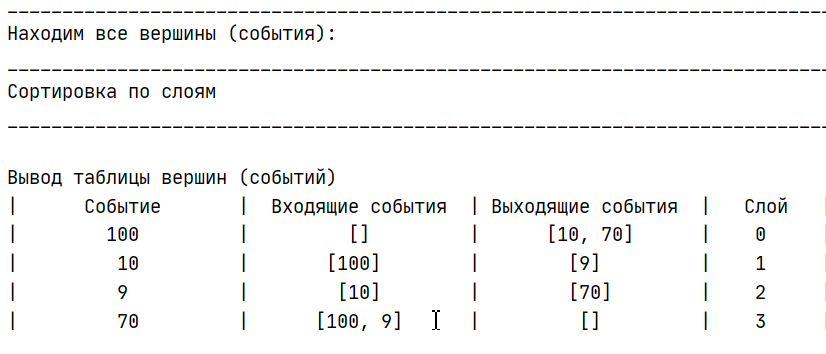 Находим все вершины (события):
Сортировка по слоям
Вывод таблицы вершин (событий)
| Событие | Входящие события | Выходящие события | Слой |
| 100 | [] | [10, 70] | 0 |
| 10 | [100] | [9] | 1 |
| 9 | [10] | [70] | 2 |
| 70 | [100, 9] | [] | 3 |